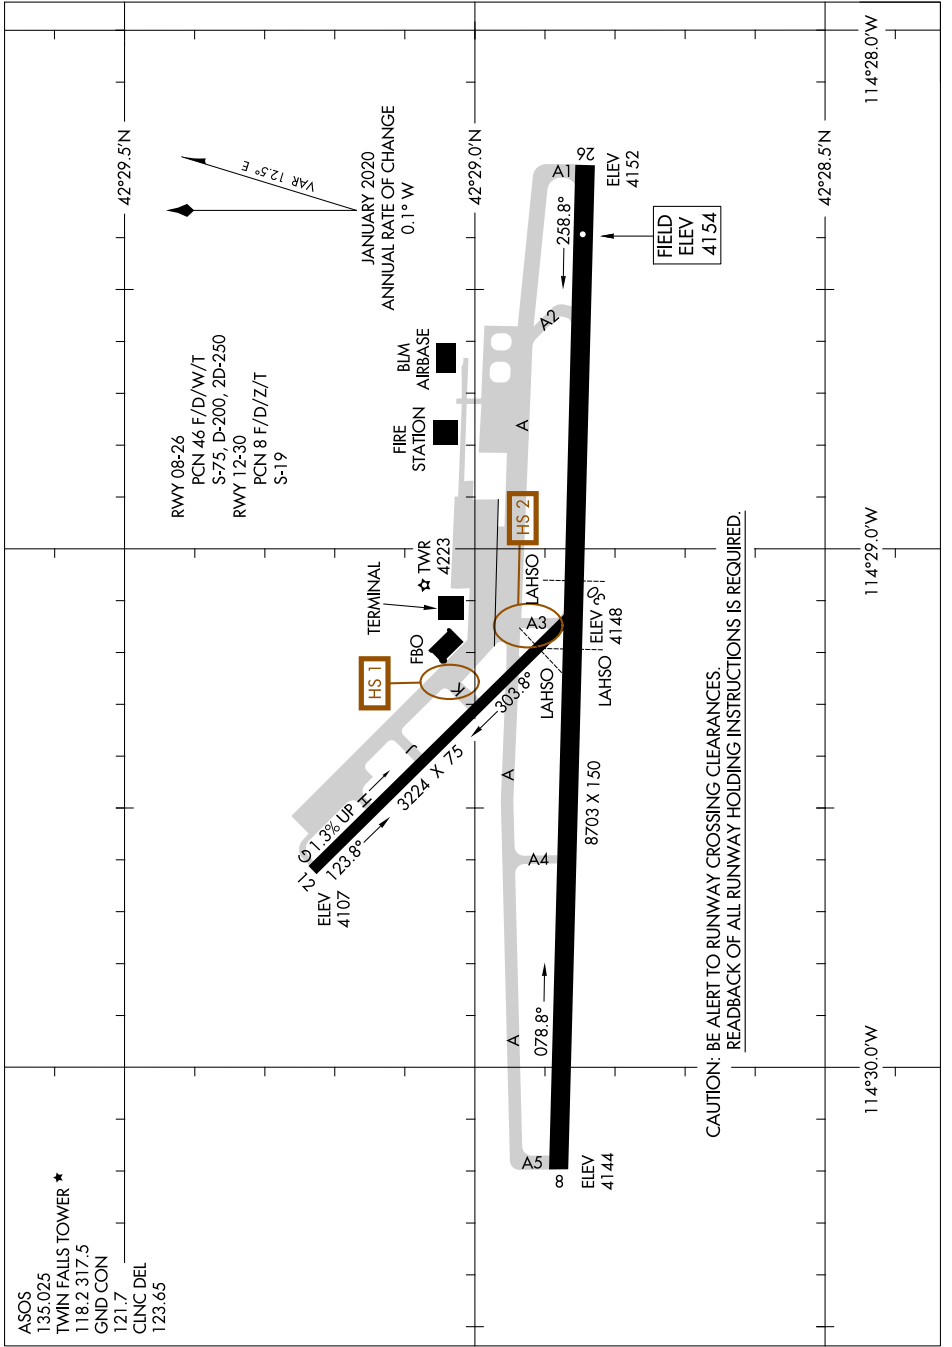 ASOS
135.025
TWIN FALLS TOWER
118.2 317.5
GND CON
121.7
CLNC DEL
123.65
42°29.5'N
42°29.0'N
42°28.5'N
VAR 12.5° E
JANUARY 2020
ANNUAL RATE OF CHANGE
0.1° W
RWY 08-26
PCN 46 F/D/W/T
S-75, D-200, 2D-250
RWY 12-30
PCN 8 F/D/Z/T
S-19
BLM
AIRBASE
FIRE
STATION
TWR
4223
TERMINAL
FBO
HS 1
HS 2
12
ELEV
4107
G
1.3% UP
123.8°
H
3224 X 75
J
K
303.8°
A
A
A
A1
A2
A3
A4
A5
LAHSO
LAHSO
LAHSO
30
ELEV
4148
258.8°
26
ELEV
4152
FIELD
ELEV
4154
8703 X 150
078.8°
8
ELEV
4144
CAUTION: BE ALERT TO RUNWAY CROSSING CLEARANCES.
READBACK OF ALL RUNWAY HOLDING INSTRUCTIONS IS REQUIRED.
114°30.0'W
114°29.0'W
114°28.0'W